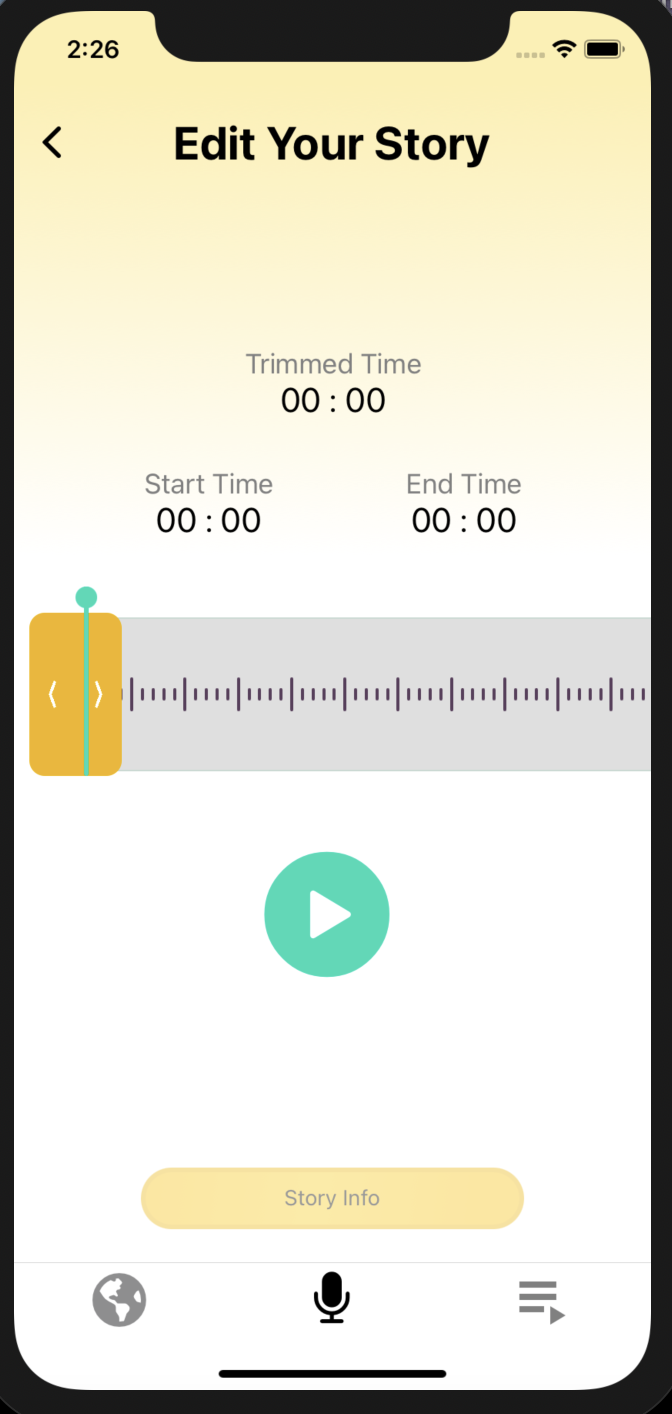 2:26
Edit Your Story
Trimmed Time
00 : 00
Start Time End Time
00 : 00 00 : 00
Story Info